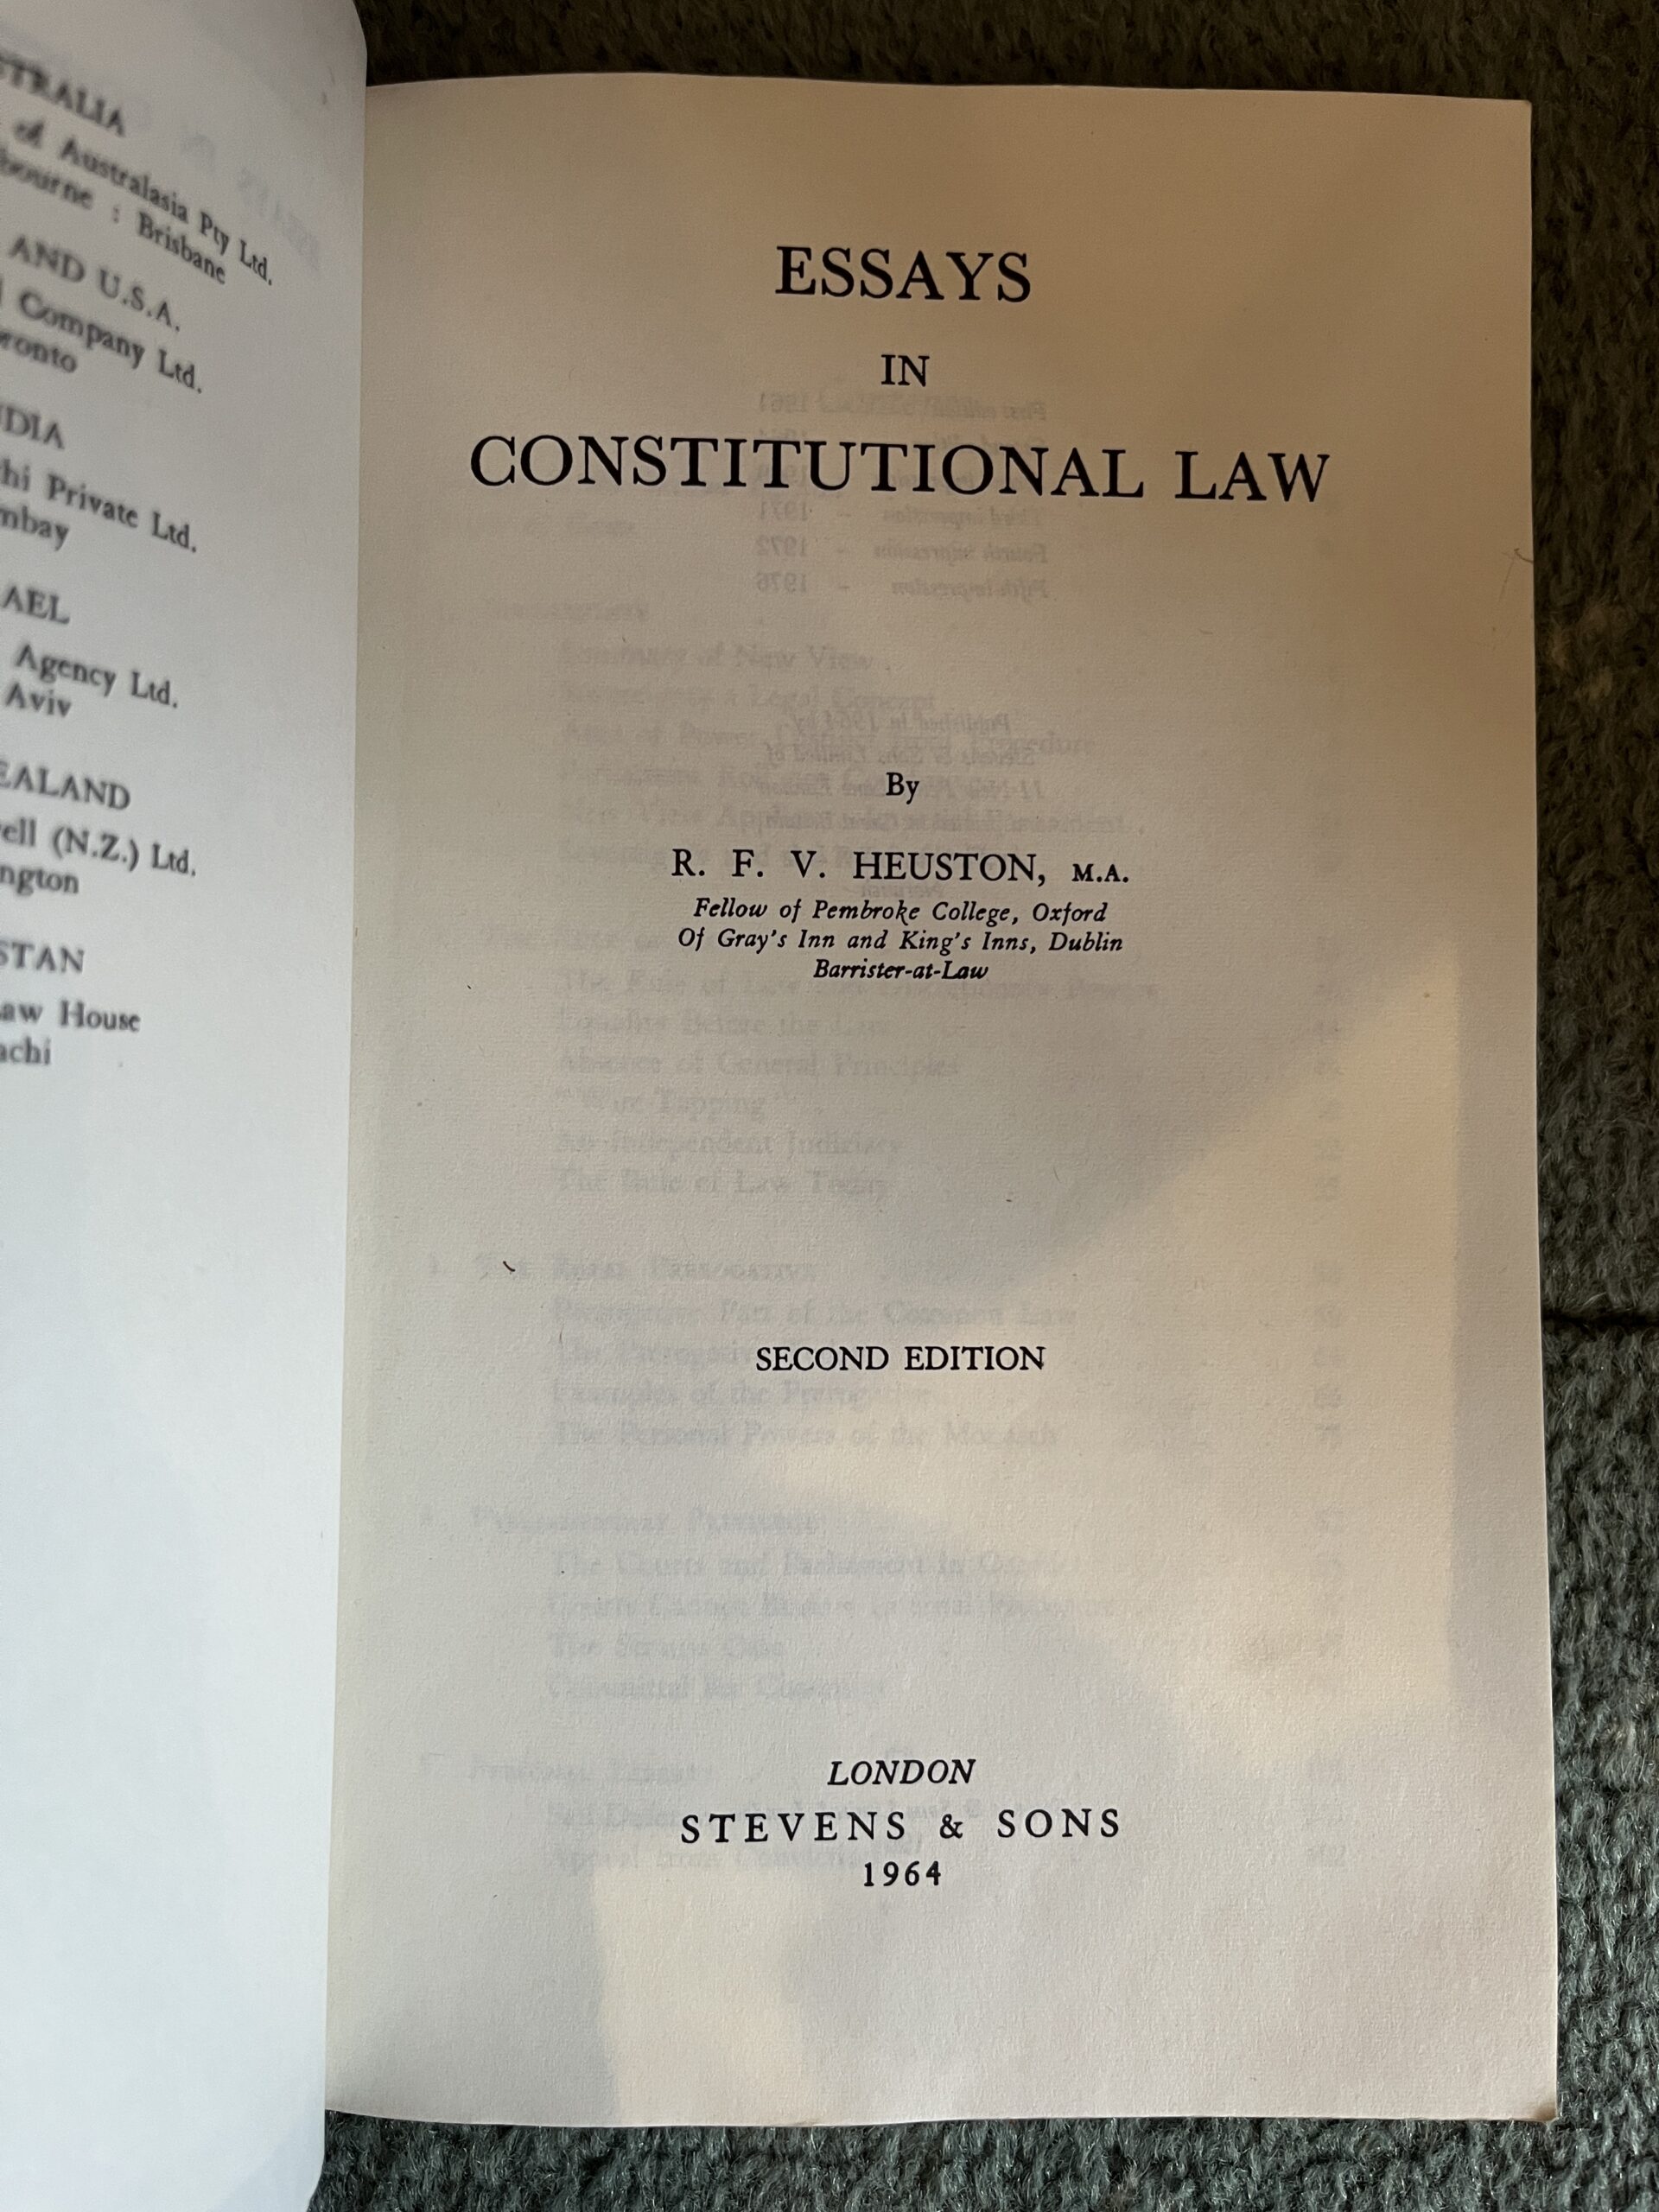 STRALIA
of Australasia Pty Ltd.
bourne : Brisbane
AND U.S.A.
Company Ltd.
ronto
DIA
hi Private Ltd.
mbay
AEL
Agency Ltd.
Aviv
EALAND
ell (N.Z.) Ltd.
ngton
STAN
aw House
achi
ESSAYS
IN
CONSTITUTIONAL LAW
By
R. F. V. HEUSTON, M.A.
Fellow of Pembroke College, Oxford
Of Gray's Inn and King's Inns, Dublin
Barrister-at-Law
SECOND EDITION
LONDON
STEVENS & SONS
1964